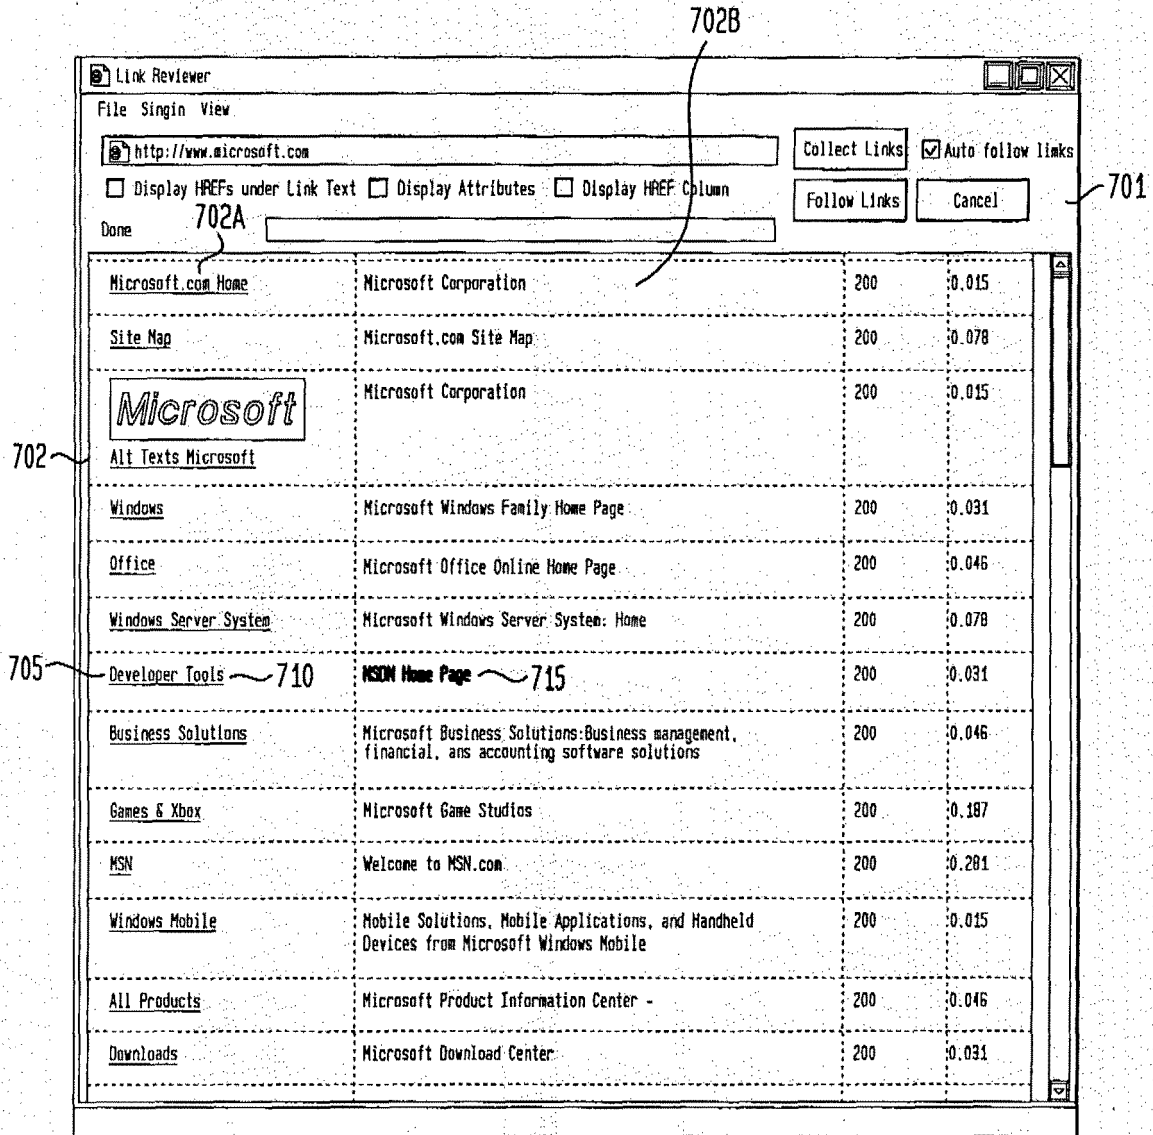 702B
Link Reviewer
File Singin View
http://www.microsoft.com
Collect Links
Auto follow links
Display HREFs under Link Text
Display Attributes
Display HREF Column
Follow Links
Cancel
701
Done
702A
Microsoft.com Home Microsoft Corporation 200 0.015
Site Map Microsoft.com Site Map 200 0.078
Microsoft Microsoft Corporation 200 0.015
702
Alt Texts Microsoft
Windows Microsoft Windows Family Home Page 200 0.031
Office Microsoft Office Online Home Page 200 0.046
Windows Server System Microsoft Windows Server System: Home 200 0.078
705 Developer Tools 710 MSDN Home Page 715 200 0.031
Business Solutions Microsoft Business Solutions:Business management, 200 0.046
financial, ans accounting software solutions
Games & Xbox Microsoft Game Studios 200 0.187
MSN Welcome to MSN.com 200 0.281
Windows Mobile Mobile Solutions, Mobile Applications, and Handheld 200 0.015
Devices from Microsoft Windows Mobile
All Products Microsoft Product Information Center - 200 0.046
Downloads Microsoft Download Center 200 0.031